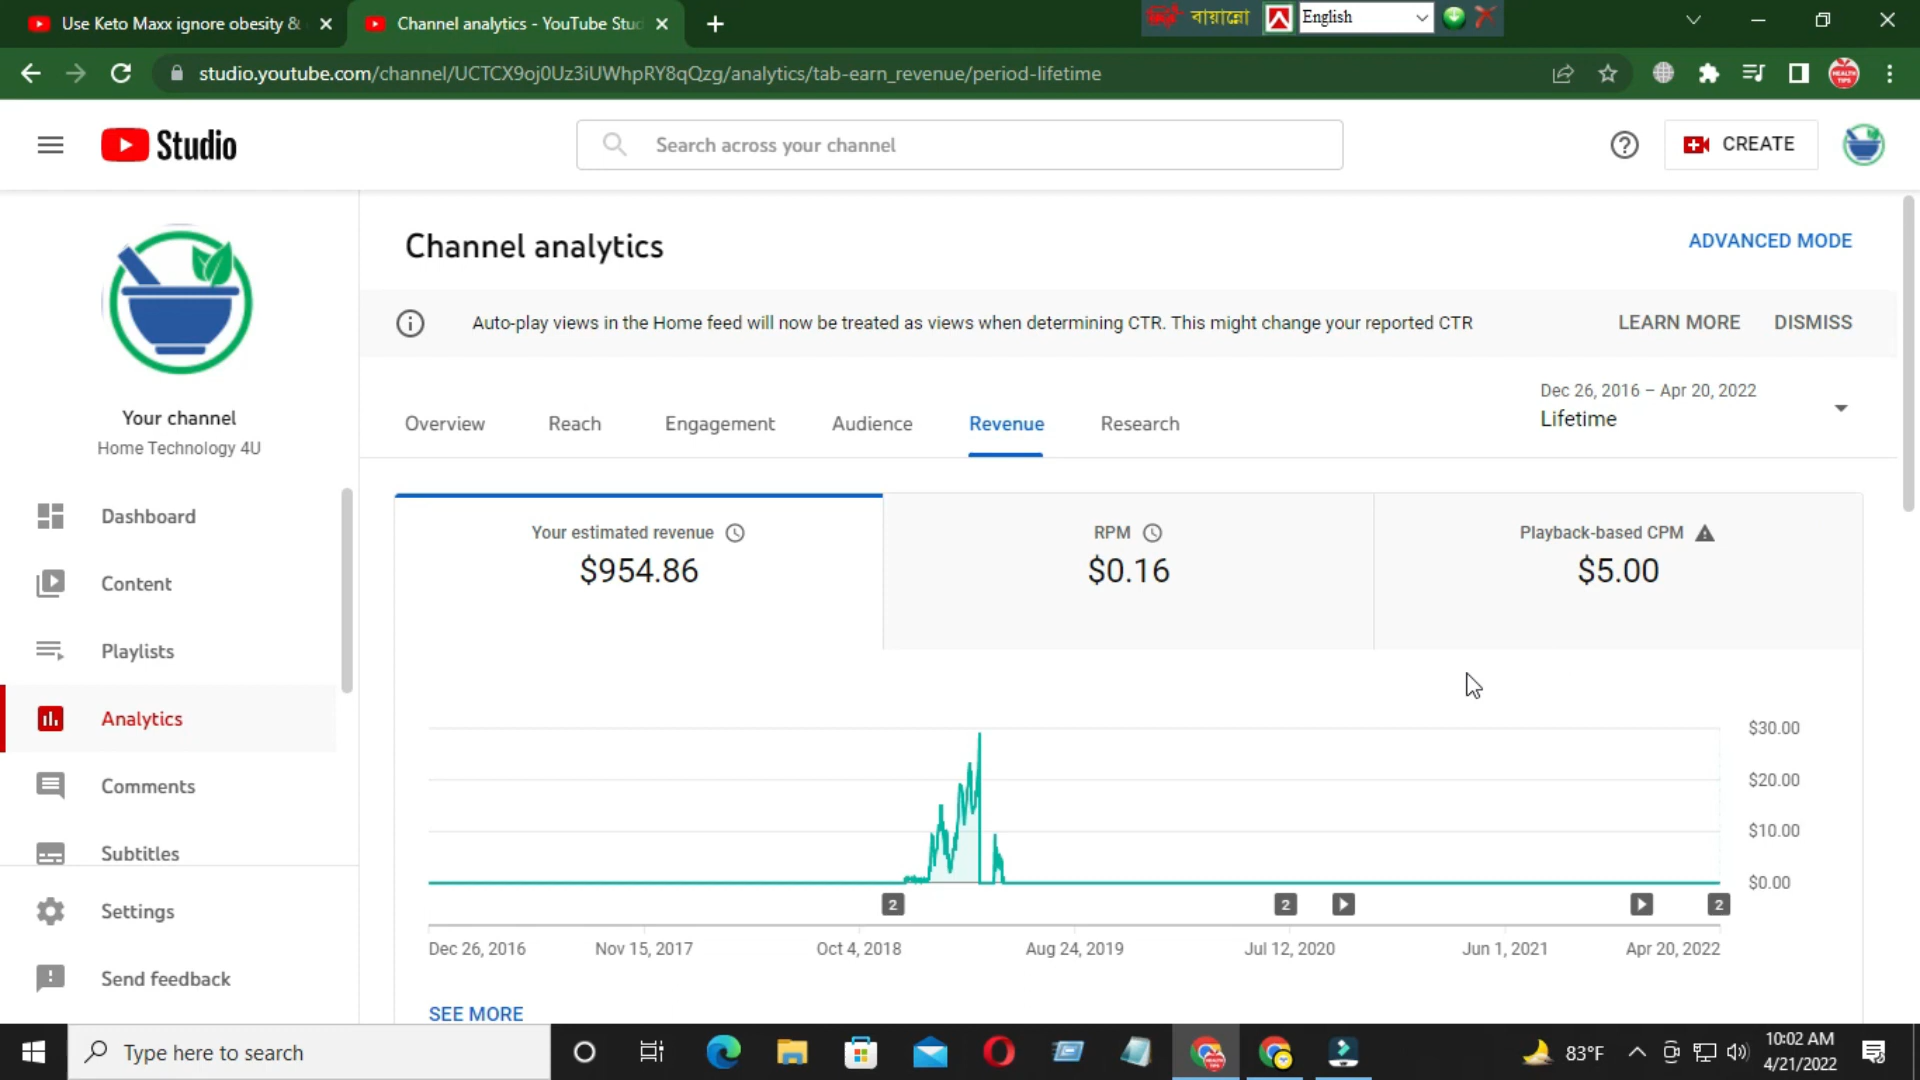 Use Keto Maxx ignore obesity &
Channel analytics - YouTube Stud
বায়ান্নো
English
studio.youtube.com/channel/UCTCX9oj0Uz3iUWhpRY8qQzg/analytics/tab-earn_revenue/period-lifetime
HEALTH
TIPS
Studio
Search across your channel
CREATE
Channel analytics
ADVANCED MODE
Auto-play views in the Home feed will now be treated as views when determining CTR. This might change your reported CTR
LEARN MORE
DISMISS
Your channel
Home Technology 4U
Dashboard
Content
Playlists
Analytics
Comments
Subtitles
Settings
Send feedback
Overview
Reach
Engagement
Audience
Revenue
Research
Dec 26, 2016 – Apr 20, 2022
Lifetime
Your estimated revenue
$954.86
RPM
$0.16
Playback-based CPM
$5.00
$30.00
$20.00
$10.00
$0.00
2
2
2
Dec 26, 2016
Nov 15, 2017
Oct 4, 2018
Aug 24, 2019
Jul 12, 2020
Jun 1, 2021
Apr 20, 2022
SEE MORE
Type here to search
83°F
10:02 AM
4/21/2022